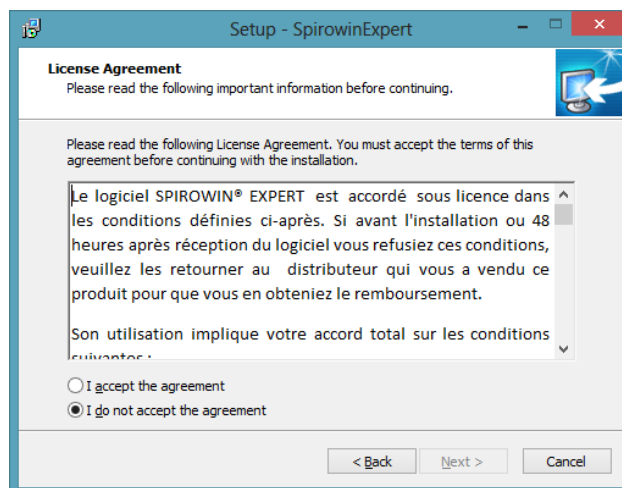 Setup - SpirowinExpert
License Agreement
Please read the following important information before continuing.
Please read the following License Agreement. You must accept the terms of this
agreement before continuing with the installation.
Le logiciel SPIROWIN® EXPERT est accordé sous licence dans
les conditions définies ci-après. Si avant l'installation ou 48
heures après réception du logiciel vous refusiez ces conditions,
veuillez les retourner au distributeur qui vous a vendu ce
produit pour que vous en obteniez le remboursement.
Son utilisation implique votre accord total sur les conditions
suivantes :
I accept the agreement
I do not accept the agreement
< Back
Next >
Cancel